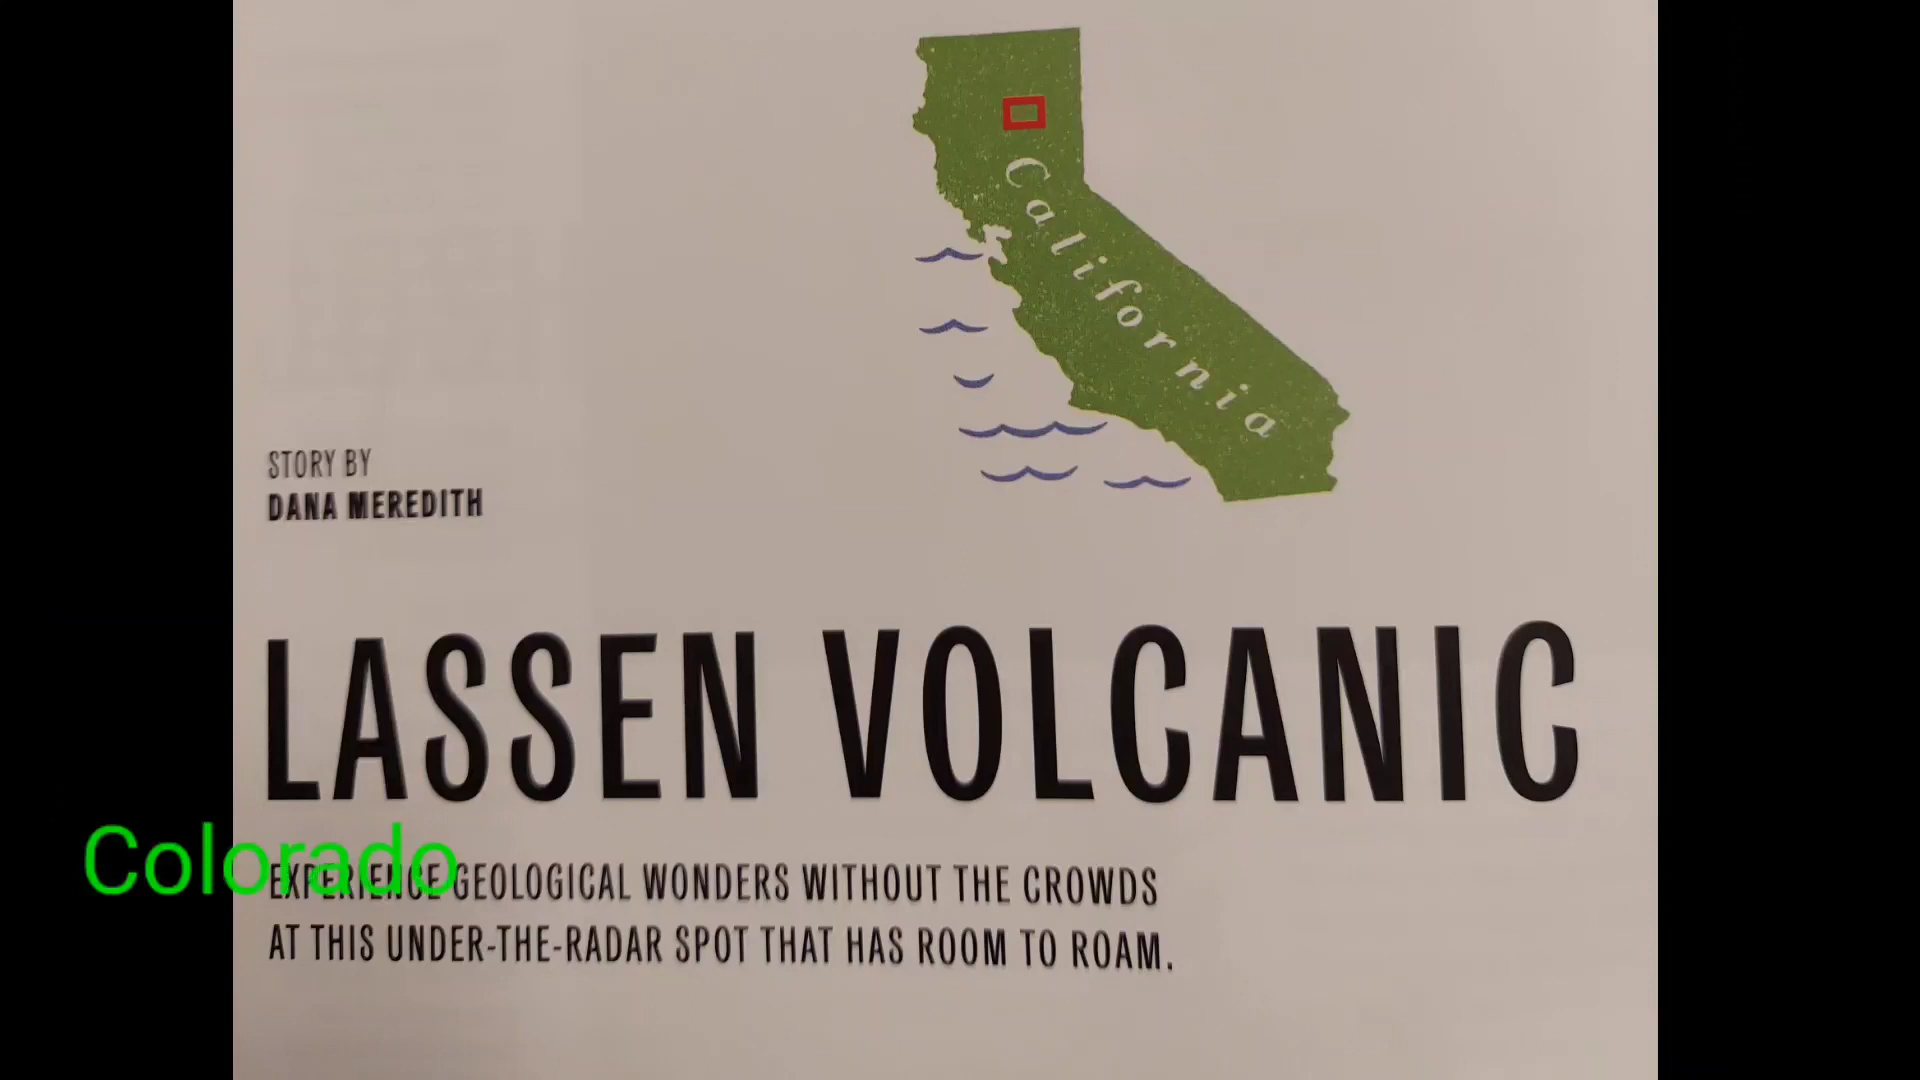 California
STORY BY
DANA MEREDITH
LASSEN VOLCANIC
Colorado
EXPERIENCE GEOLOGICAL WONDERS WITHOUT THE CROWDS
AT THIS UNDER-THE-RADAR SPOT THAT HAS ROOM TO ROAM.